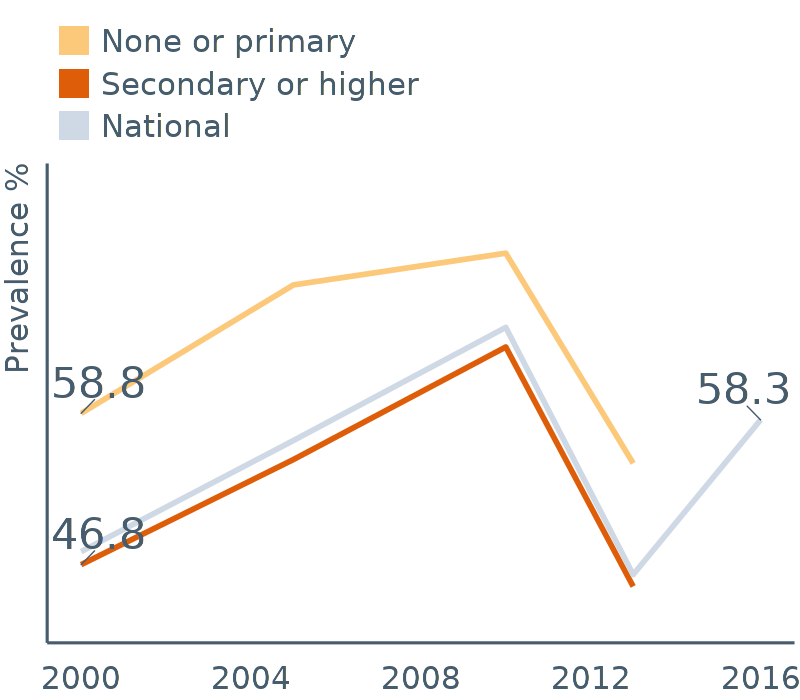 None or primary
Secondary or higher
National
Prevalence %
58.8
58.3
46.8
2000 2004 2008 2012 2016